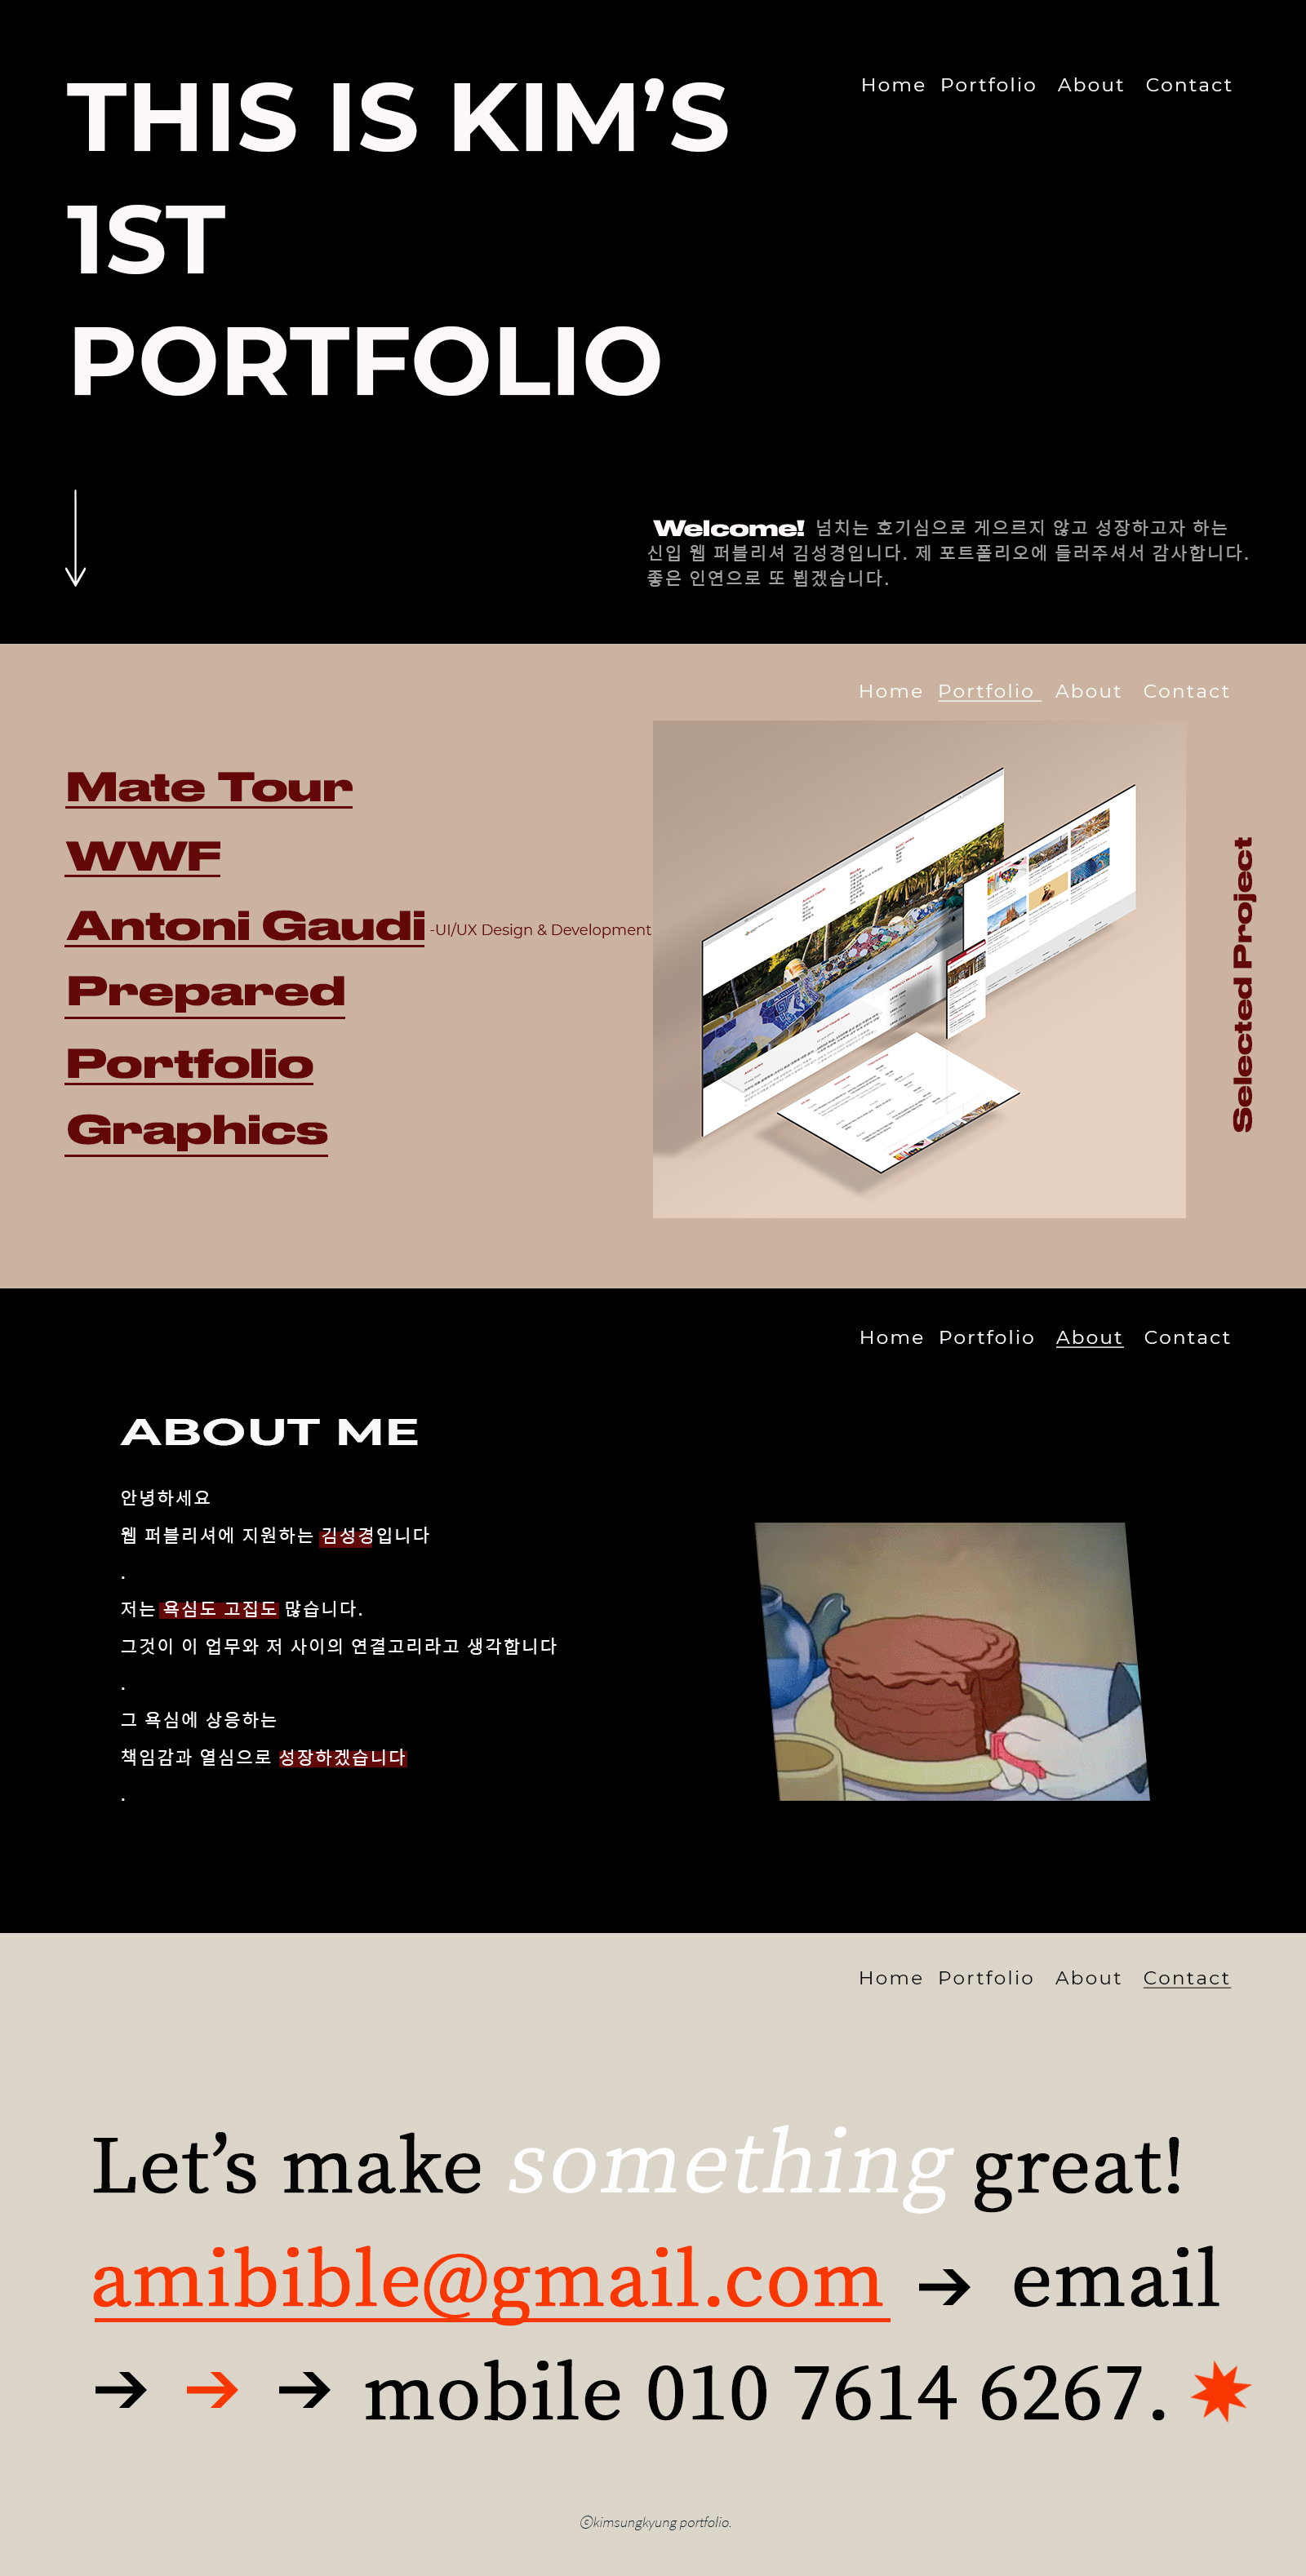 THIS IS KIM’S
Home Portfolio About Contact
1ST
PORTFOLIO
Welcome! 넘치는 호기심으로 게으르지 않고 성장하고자 하는
신입 웹 퍼블리셔 김성경입니다. 제 포트폴리오에 들러주셔서 감사합니다.
좋은 인연으로 또 뵙겠습니다.
Home Portfolio About Contact
Mate Tour
WWF
Antoni Gaudi -UI/UX Design & Development
Prepared
Portfolio
Graphics
Selected Project
Home Portfolio About Contact
ABOUT ME
안녕하세요
웹 퍼블리셔에 지원하는 김성경입니다
.
저는 욕심도 고집도 많습니다.
그것이 이 업무와 저 사이의 연결고리라고 생각합니다
.
그 욕심에 상응하는
책임감과 열심으로 성장하겠습니다
.
Home Portfolio About Contact
Let’s make something great!
amibible@gmail.com → email
→ → → mobile 010 7614 6267.
ⓒkimsungkyung portfolio.